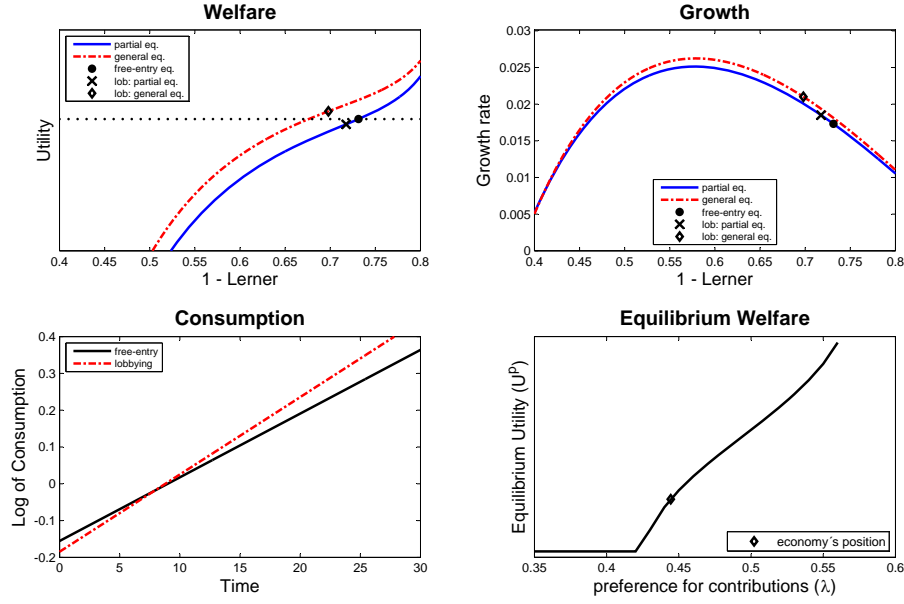 Welfare
Utility
partial eq.
general eq.
free-entry eq.
lob: partial eq.
lob: general eq.
0.4 0.45 0.5 0.55 0.6 0.65 0.7 0.75 0.8
1 - Lerner
Growth
Growth rate
0.03
0.025
0.02
0.015
0.01
0.005
0
partial eq.
general eq.
free-entry eq.
lob: partial eq.
lob: general eq.
0.4 0.45 0.5 0.55 0.6 0.65 0.7 0.75 0.8
1 - Lerner
Consumption
Log of Consumption
0.4
0.3
0.2
0.1
0
-0.1
-0.2
free-entry
lobbying
0 5 10 15 20 25 30
Time
Equilibrium Welfare
Equilibrium Utility (U^p)
economy´s position
0.35 0.4 0.45 0.5 0.55 0.6
preference for contributions (λ)